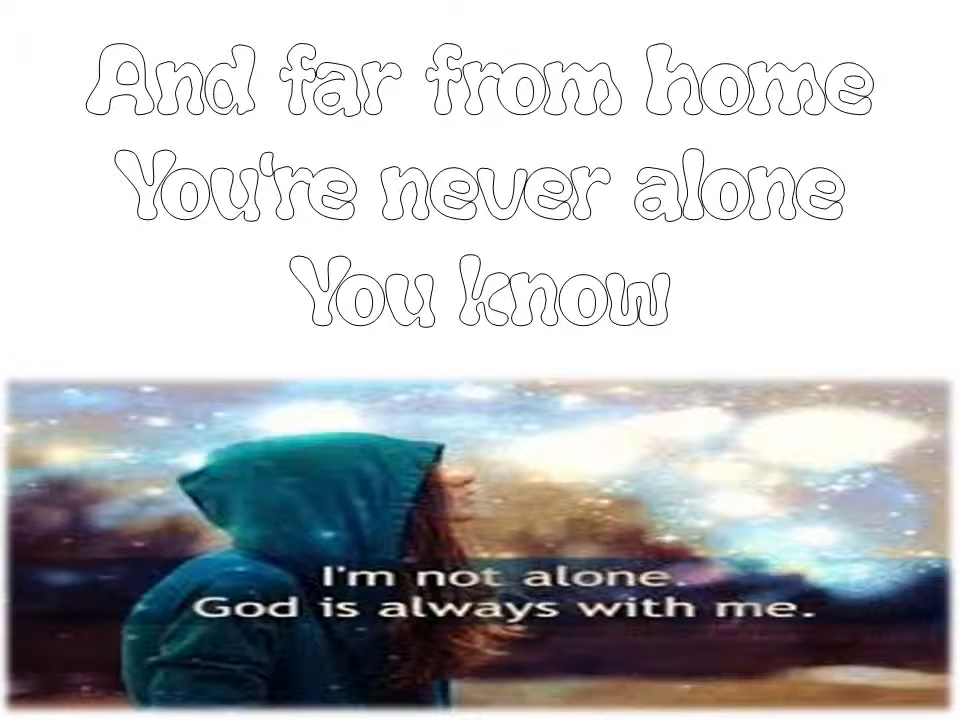 And far from home
You're never alone
You know
I'm not alone.
God is always with me.